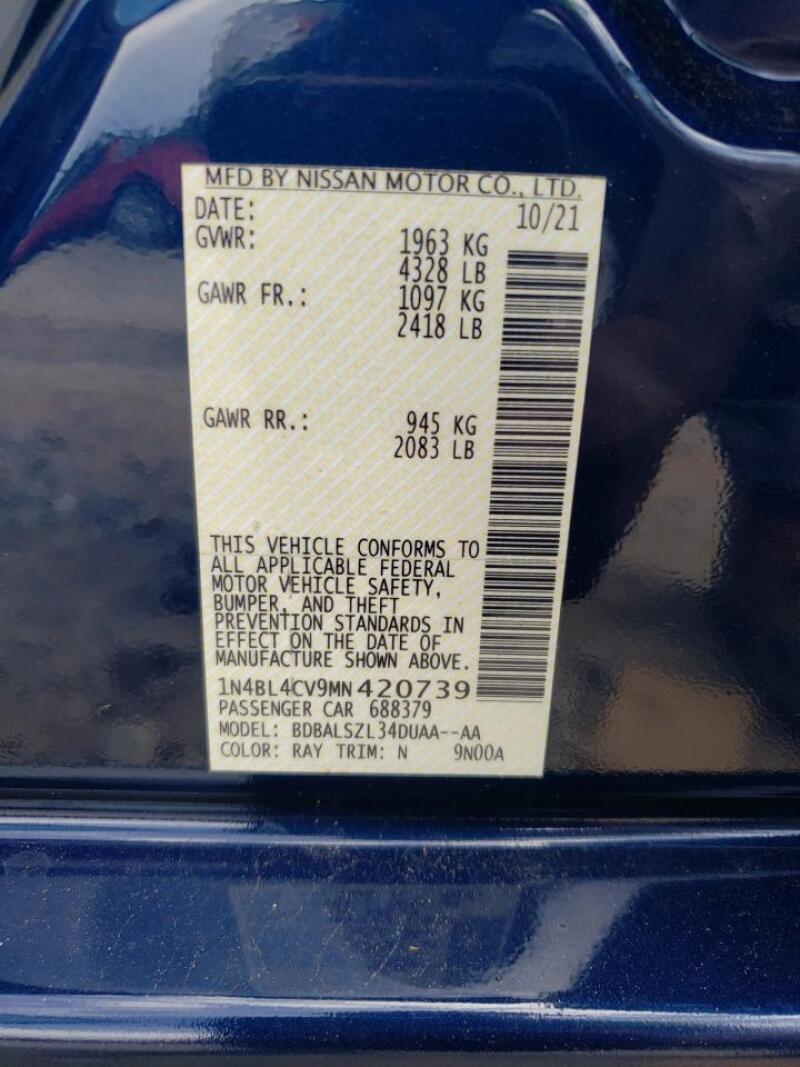 MFD BY NISSAN MOTOR CO., LTD.
DATE: 10/21
GVWR: 1963 KG
4328 LB
GAWR FR.: 1097 KG
2418 LB
GAWR RR.: 945 KG
2083 LB
THIS VEHICLE CONFORMS TO
ALL APPLICABLE FEDERAL
MOTOR VEHICLE SAFETY,
BUMPER, AND THEFT
PREVENTION STANDARDS IN
EFFECT ON THE DATE OF
MANUFACTURE SHOWN ABOVE.
1N4BL4CV9MN420739
PASSENGER CAR 688379
MODEL: BDBALSZL34DUAA--AA
COLOR: RAY TRIM: N 9N00A